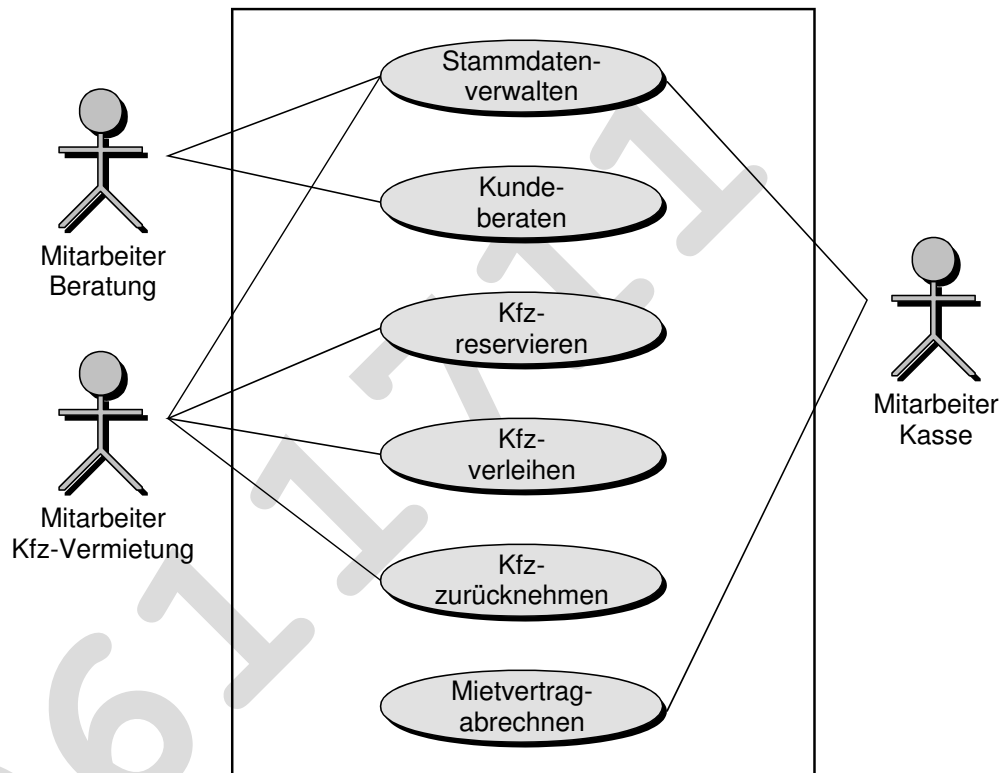 Stammdaten-
verwalten
Kunde-
beraten
Mitarbeiter
Beratung
Kfz-
reservieren
Mitarbeiter
Kasse
Kfz-
verleihen
Mitarbeiter
Kfz-Vermietung
Kfz-
zurücknehmen
Mietvertrag-
abrechnen